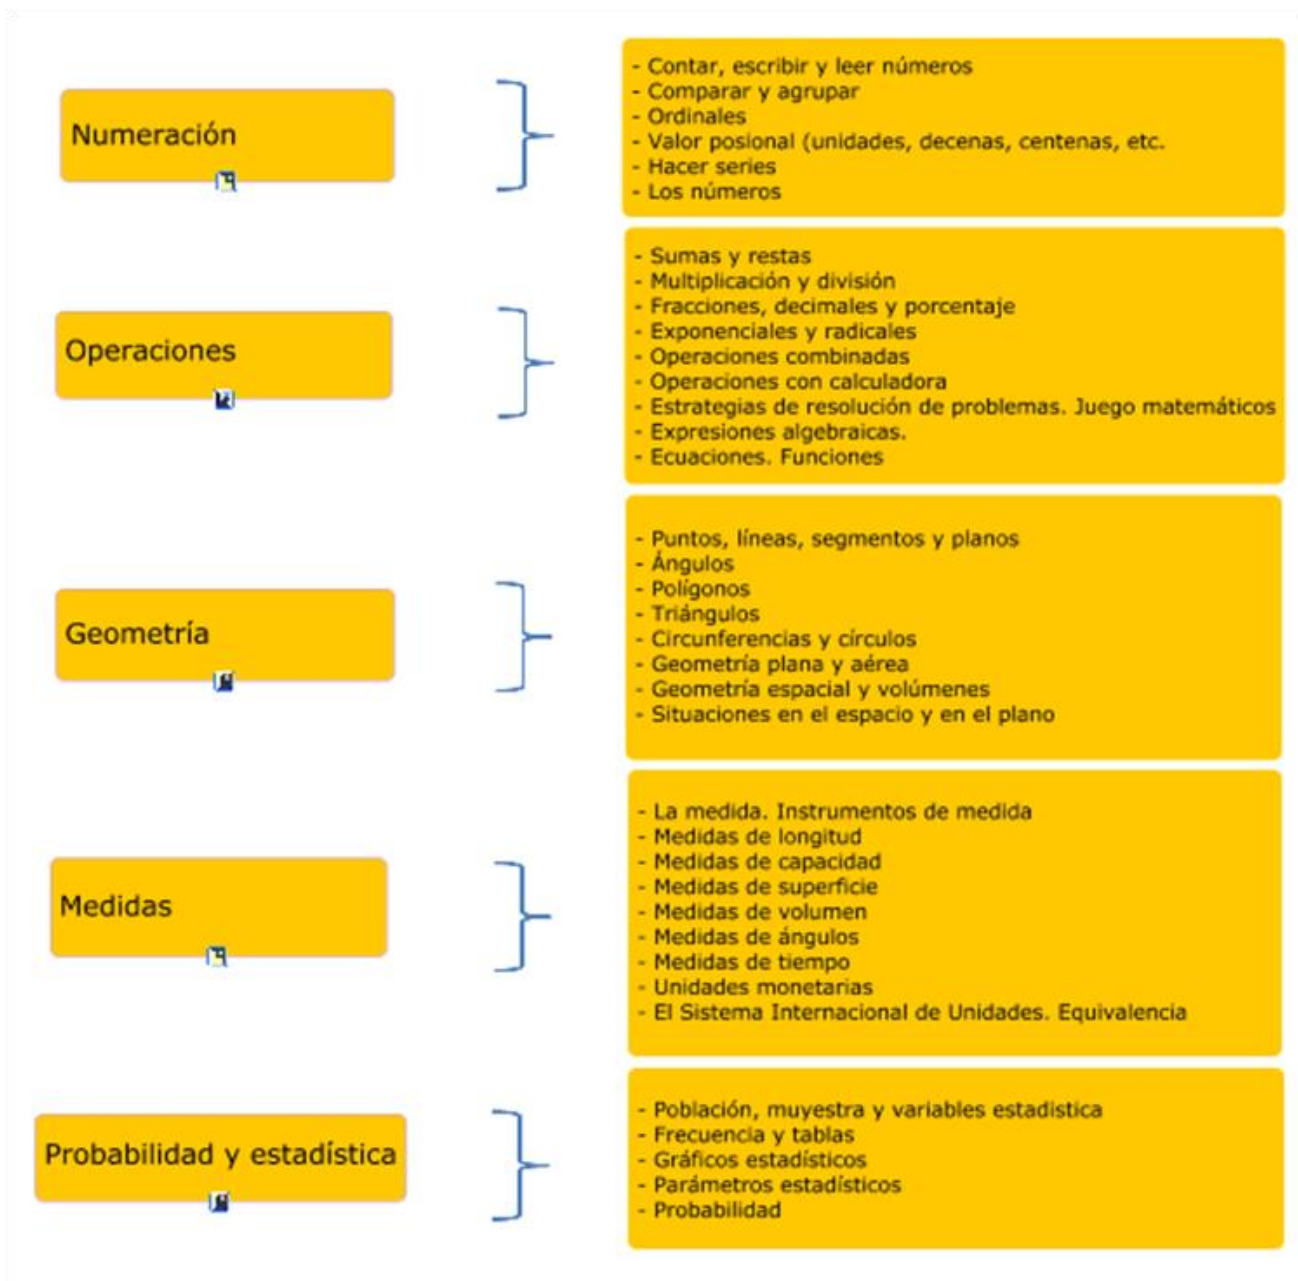 Numeración
- Contar, escribir y leer números
- Comparar y agrupar
- Ordinales
- Valor posional (unidades, decenas, centenas, etc.
- Hacer series
- Los números
Operaciones
- Sumas y restas
- Multiplicación y división
- Fracciones, decimales y porcentaje
- Exponenciales y radicales
- Operaciones combinadas
- Operaciones con calculadora
- Estrategias de resolución de problemas. Juego matemáticos
- Expresiones algebraicas.
- Ecuaciones. Funciones
Geometría
- Puntos, líneas, segmentos y planos
- Ángulos
- Polígonos
- Triángulos
- Circunferencias y círculos
- Geometría plana y aérea
- Geometría espacial y volúmenes
- Situaciones en el espacio y en el plano
Medidas
- La medida. Instrumentos de medida
- Medidas de longitud
- Medidas de capacidad
- Medidas de superficie
- Medidas de volumen
- Medidas de ángulos
- Medidas de tiempo
- Unidades monetarias
- El Sistema Internacional de Unidades. Equivalencia
Probabilidad y estadística
- Población, muyestra y variables estadistica
- Frecuencia y tablas
- Gráficos estadísticos
- Parámetros estadísticos
- Probabilidad